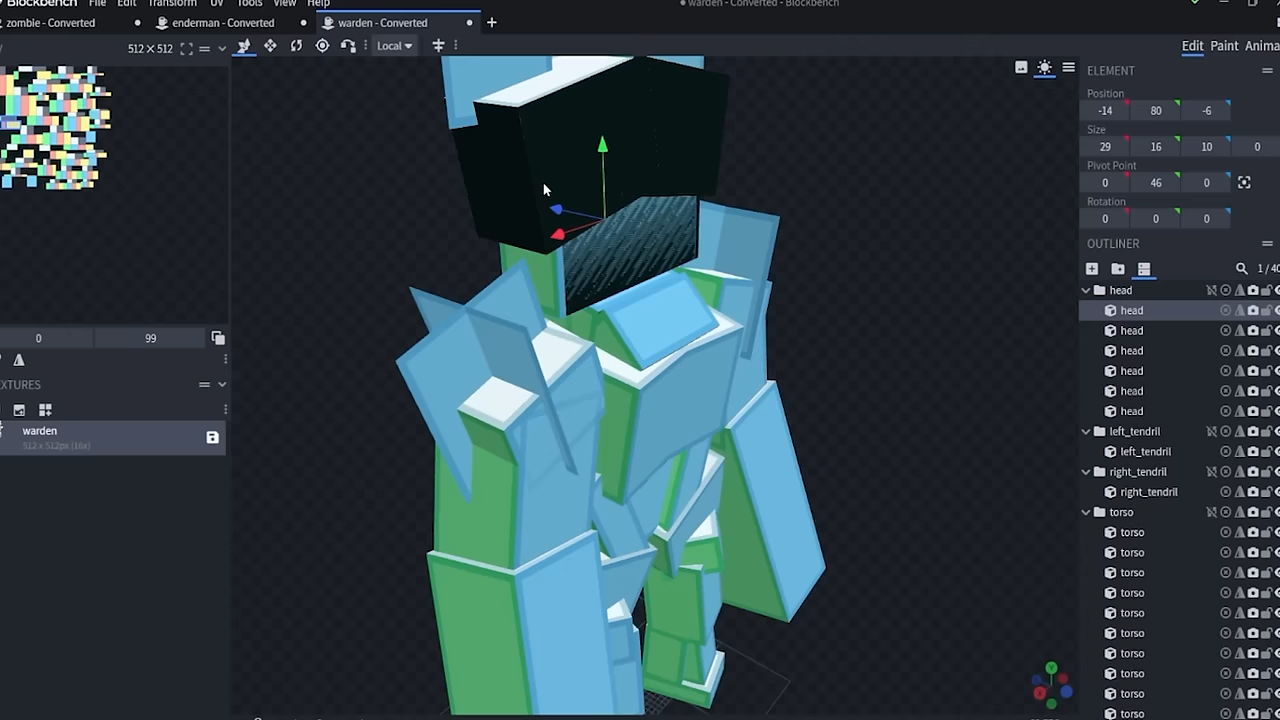 Blockbench File Edit Transform UV Tools View Help warden - Converted - Blockbench
zombie - Converted enderman - Converted warden - Converted
512 × 512 Local Edit Paint
ELEMENT
Position
-14 80 -6
Size
29 16 10 0
Pivot Point
0 46 0
Rotation
0 0 0
OUTLINER
head
head
head
head
head
head
head
left_tendril
left_tendril
right_tendril
right_tendril
torso
torso
torso
torso
torso
torso
torso
torso
torso
torso
torso
0 99
warden
512 x 512px (16x)